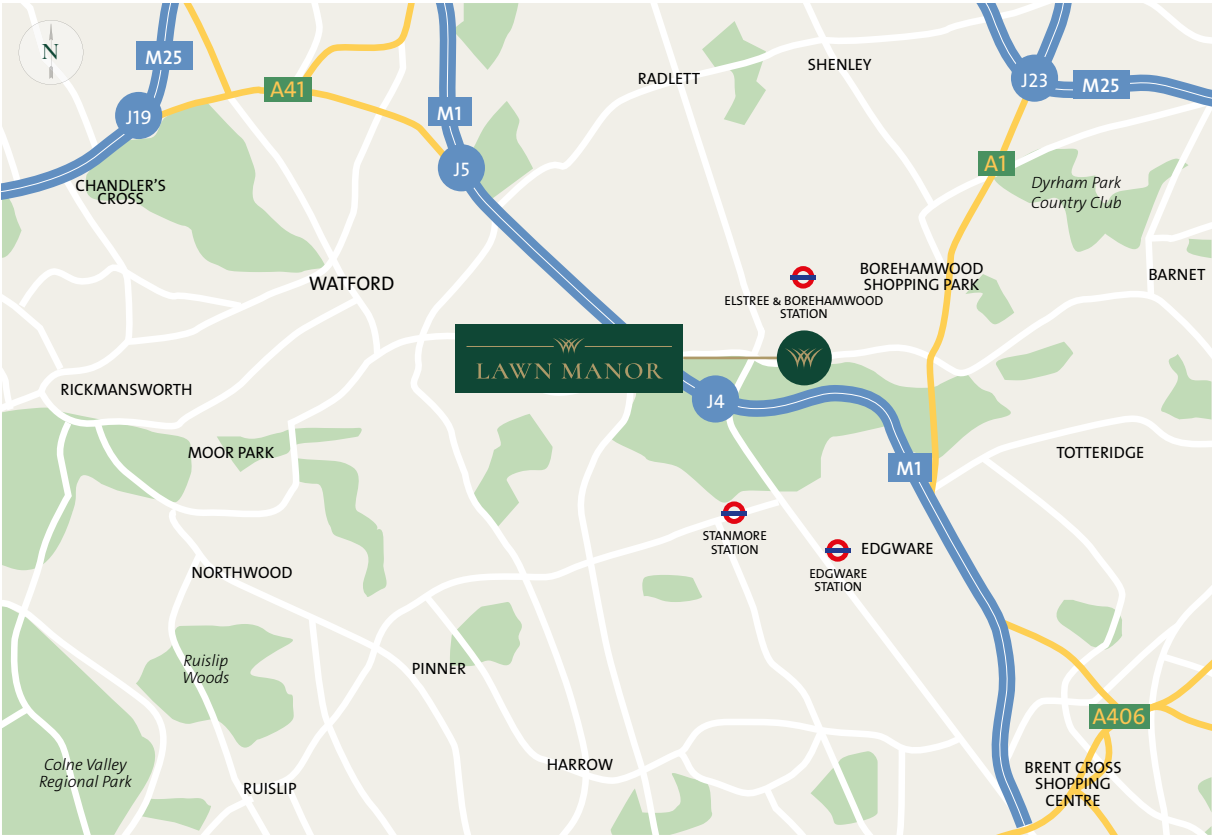 N
M25
J19
A41
M1
J5
RADLETT
SHENLEY
J23
M25
A1
Dyrham Park
Country Club
CHANDLER'S
CROSS
WATFORD
ELSTREE & BOREHAMWOOD
STATION
BOREHAMWOOD
SHOPPING PARK
BARNET
LAWN MANOR
J4
RICKMANSWORTH
MOOR PARK
M1
TOTTERIDGE
STANMORE
STATION
EDGWARE
EDGWARE
STATION
NORTHWOOD
Ruislip
Woods
PINNER
A406
Colne Valley
Regional Park
RUISLIP
HARROW
BRENT CROSS
SHOPPING
CENTRE